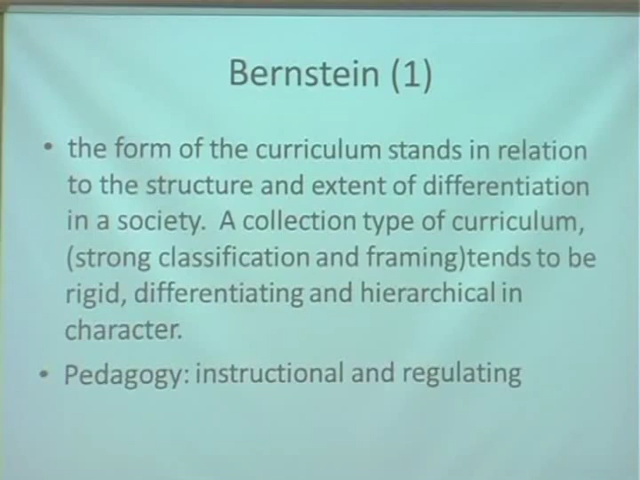 Bernstein (1)
• the form of the curriculum stands in relation
to the structure and extent of differentiation
in a society. A collection type of curriculum,
(strong classification and framing)tends to be
rigid, differentiating and hierarchical in
character.
• Pedagogy: instructional and regulating